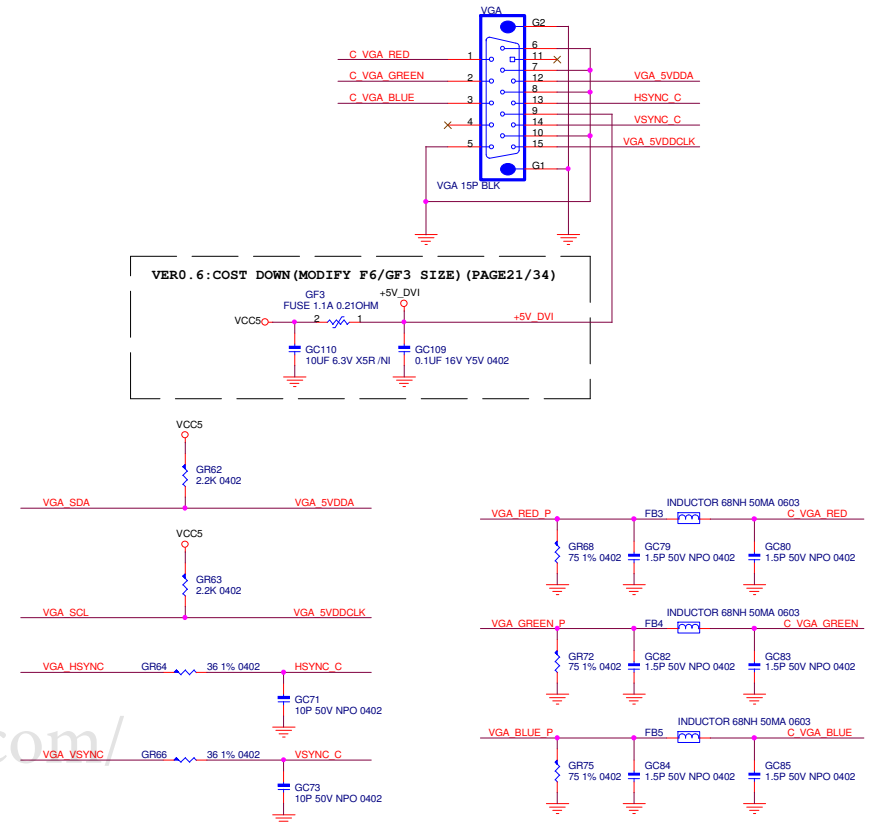 VGA
G2
6
C_VGA_RED 1 11
7
C_VGA_GREEN 2 12 VGA_5VDDA
8
C_VGA_BLUE 3 13 HSYNC_C
9
4 14 VSYNC_C
10
5 15 VGA_5VDDCLK
G1
VGA 15P BLK
VER0.6:COST DOWN(MODIFY F6/GF3 SIZE)(PAGE21/34)
GF3 +5V_DVI
FUSE 1.1A 0.21OHM
VCC5 2 1 +5V_DVI
GC110 GC109
10UF 6.3V X5R /NI 0.1UF 16V Y5V 0402
VCC5
GR62
2.2K 0402
VGA_SDA VGA_5VDDA
VCC5
GR63
2.2K 0402
VGA_SCL VGA_5VDDCLK
VGA_HSYNC GR64 36 1% 0402 HSYNC_C
GC71
10P 50V NPO 0402
VGA_VSYNC GR66 36 1% 0402 VSYNC_C
GC73
10P 50V NPO 0402
com/
INDUCTOR 68NH 50MA 0603
VGA_RED_P FB3 C_VGA_RED
GR68 GC79 GC80
75 1% 0402 1.5P 50V NPO 0402 1.5P 50V NPO 0402
INDUCTOR 68NH 50MA 0603
VGA_GREEN_P FB4 C_VGA_GREEN
GR72 GC82 GC83
75 1% 0402 1.5P 50V NPO 0402 1.5P 50V NPO 0402
INDUCTOR 68NH 50MA 0603
VGA_BLUE_P FB5 C_VGA_BLUE
GR75 GC84 GC85
75 1% 0402 1.5P 50V NPO 0402 1.5P 50V NPO 0402